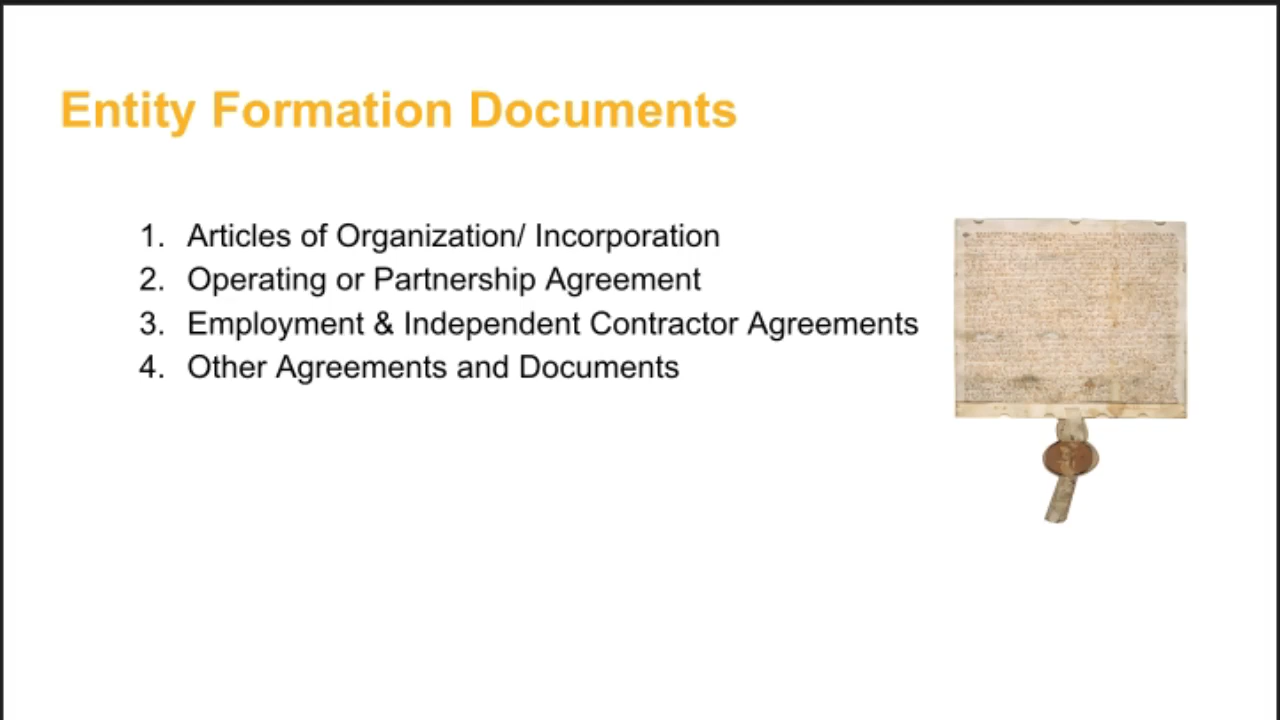 Entity Formation Documents
1. Articles of Organization/ Incorporation
2. Operating or Partnership Agreement
3. Employment & Independent Contractor Agreements
4. Other Agreements and Documents